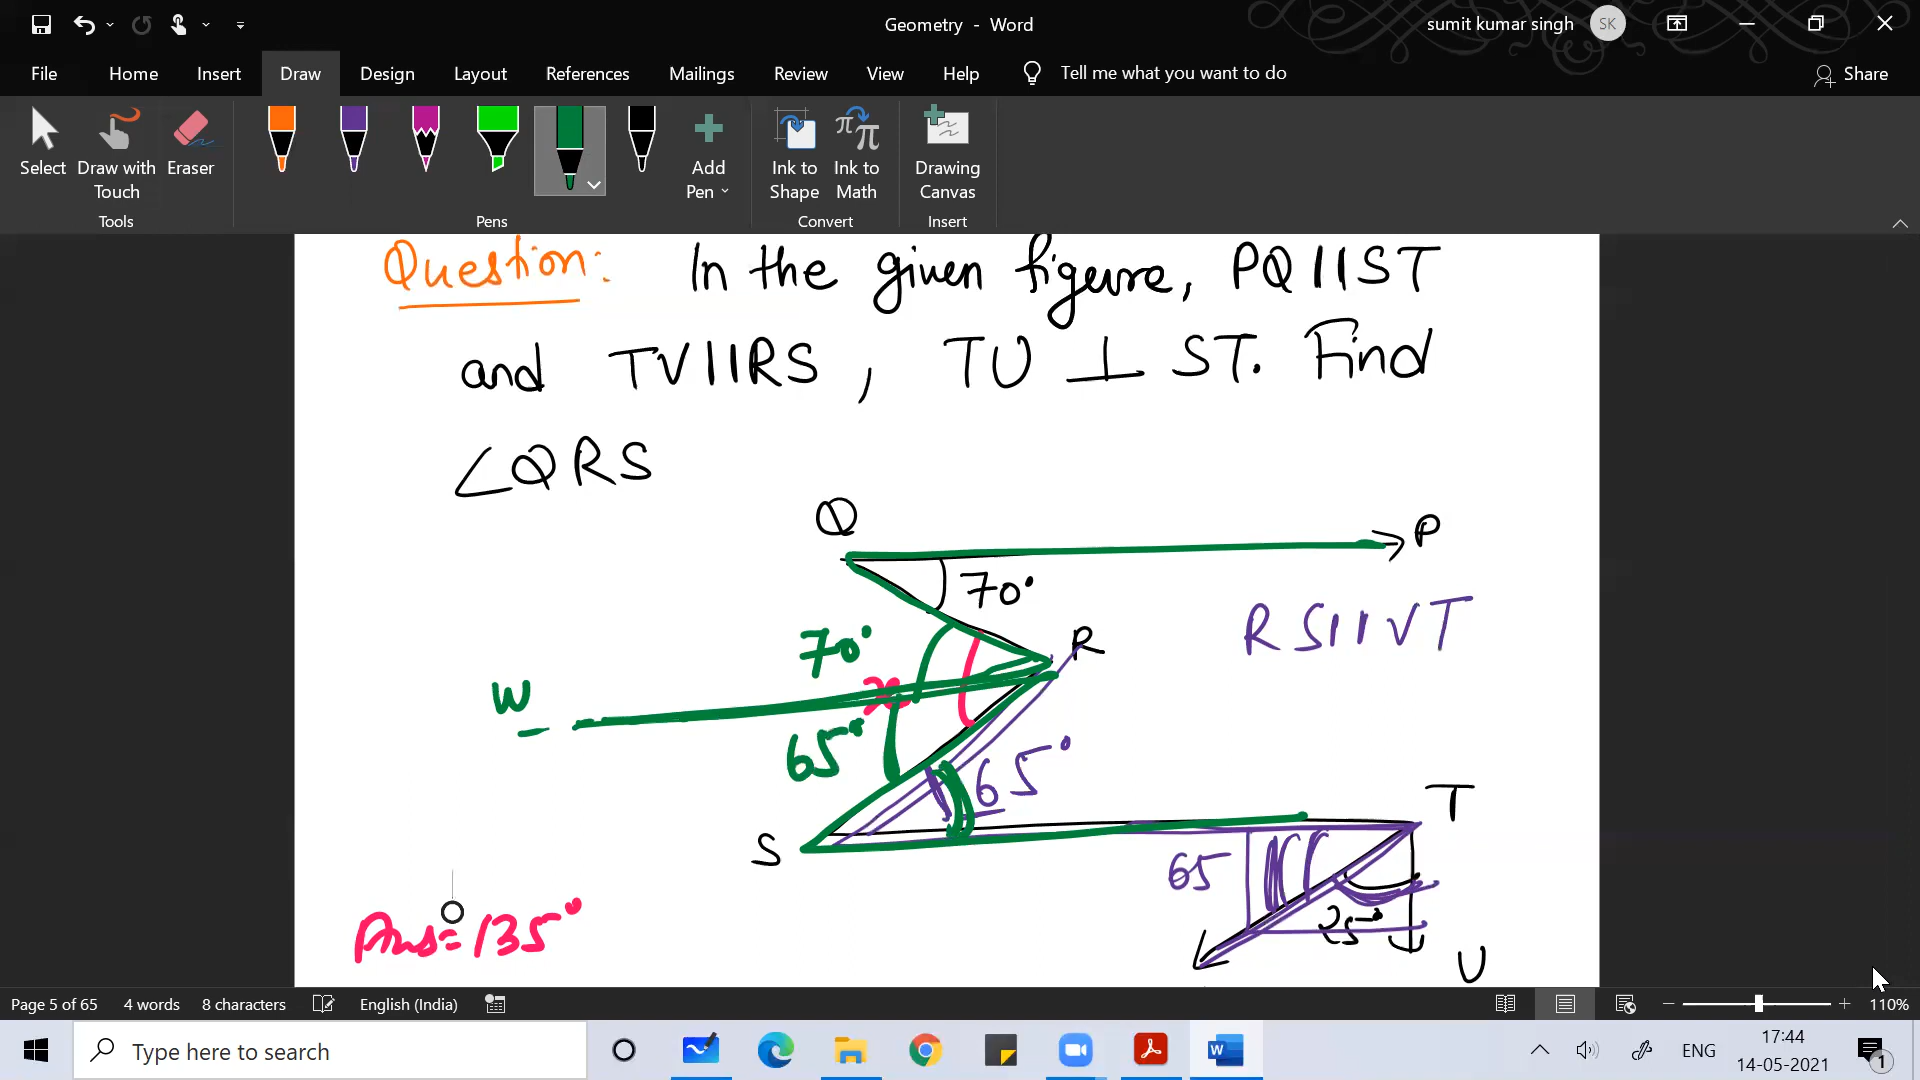 Geometry - Word
sumit kumar singh
SK
File Home Insert Draw Design Layout References Mailings Review View Help Tell me what you want to do
Share
Select
Draw with Touch
Eraser
Add Pen
Ink to Shape
Ink to Math
Drawing Canvas
Tools
Pens
Convert
Insert
Question: In the given figure, PQ||ST
and TV||RS, TU ⊥ ST. Find
∠QRS
Q
P
70°
R
RS||VT
70°
W
x
65°
65°
T
S
65
25°
U
Ans = 135°
Page 5 of 65 4 words 8 characters English (India)
110%
Type here to search
ENG
17:44
14-05-2021
1